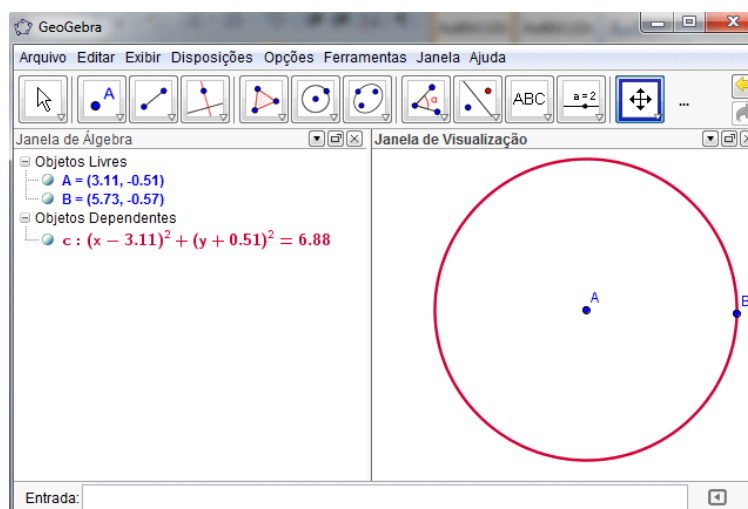 GeoGebra
Arquivo Editar Exibir Disposições Opções Ferramentas Janela Ajuda
A α ABC a=2 ...
Janela de Álgebra
Janela de Visualização
Objetos Livres
A = (3.11, -0.51)
B = (5.73, -0.57)
Objetos Dependentes
c : (x − 3.11)² + (y + 0.51)² = 6.88
A
B
Entrada: